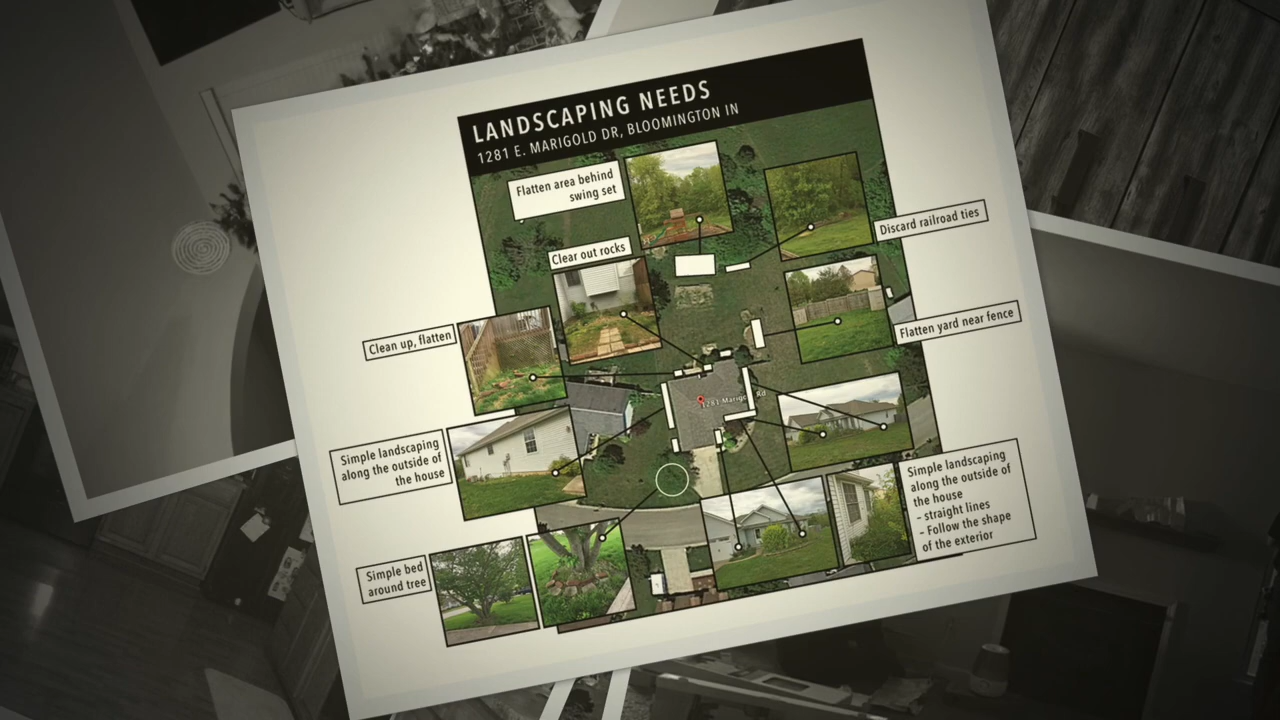 LANDSCAPING NEEDS
1281 E. MARIGOLD DR, BLOOMINGTON IN
Flatten area behind
swing set
Discard railroad ties
Clear out rocks
Clean up, flatten
Flatten yard near fence
Simple landscaping
along the outside of
the house
Simple landscaping
along the outside of
the house
- straight lines
- Follow the shape
of the exterior
Simple bed
around tree